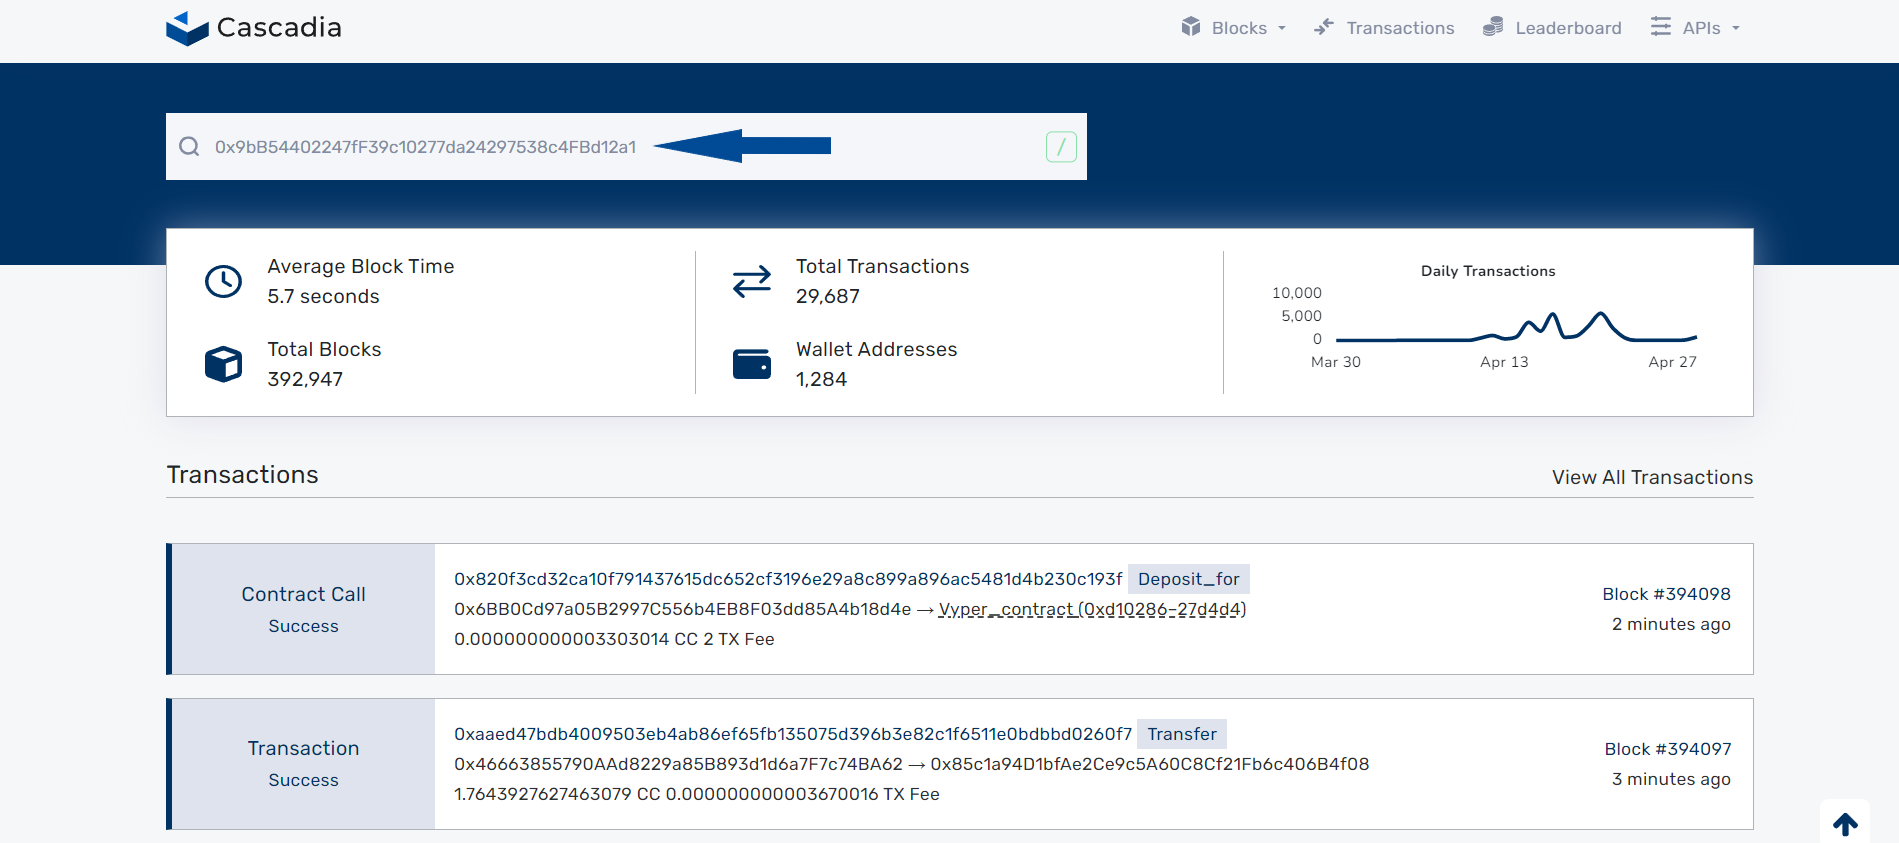 Cascadia
Blocks
Transactions
Leaderboard
APIs
0x9bB54402247fF39c10277da24297538c4FBd12a1
/
Average Block Time
5.7 seconds
Total Blocks
392,947
Total Transactions
29,687
Wallet Addresses
1,284
Daily Transactions
10,000
5,000
0
Mar 30
Apr 13
Apr 27
Transactions
View All Transactions
Contract Call
Success
0x820f3cd32ca10f791437615dc652cf3196e29a8c899a896ac5481d4b230c193f Deposit_for
0x6BB0Cd97a05B2997C556b4EB8F03dd85A4b18d4e → Vyper_contract (0xd10286-27d4d4)
0.000000000003303014 CC 2 TX Fee
Block #394098
2 minutes ago
Transaction
Success
0xaaed47bdb4009503eb4ab86ef65fb135075d396b3e82c1f6511e0bdbbd0260f7 Transfer
0x46663855790AAd8229a85B893d1d6a7F7c74BA62 → 0x85c1a94D1bfAe2Ce9c5A60C8Cf21Fb6c406B4f08
1.7643927627463079 CC 0.000000000003670016 TX Fee
Block #394097
3 minutes ago